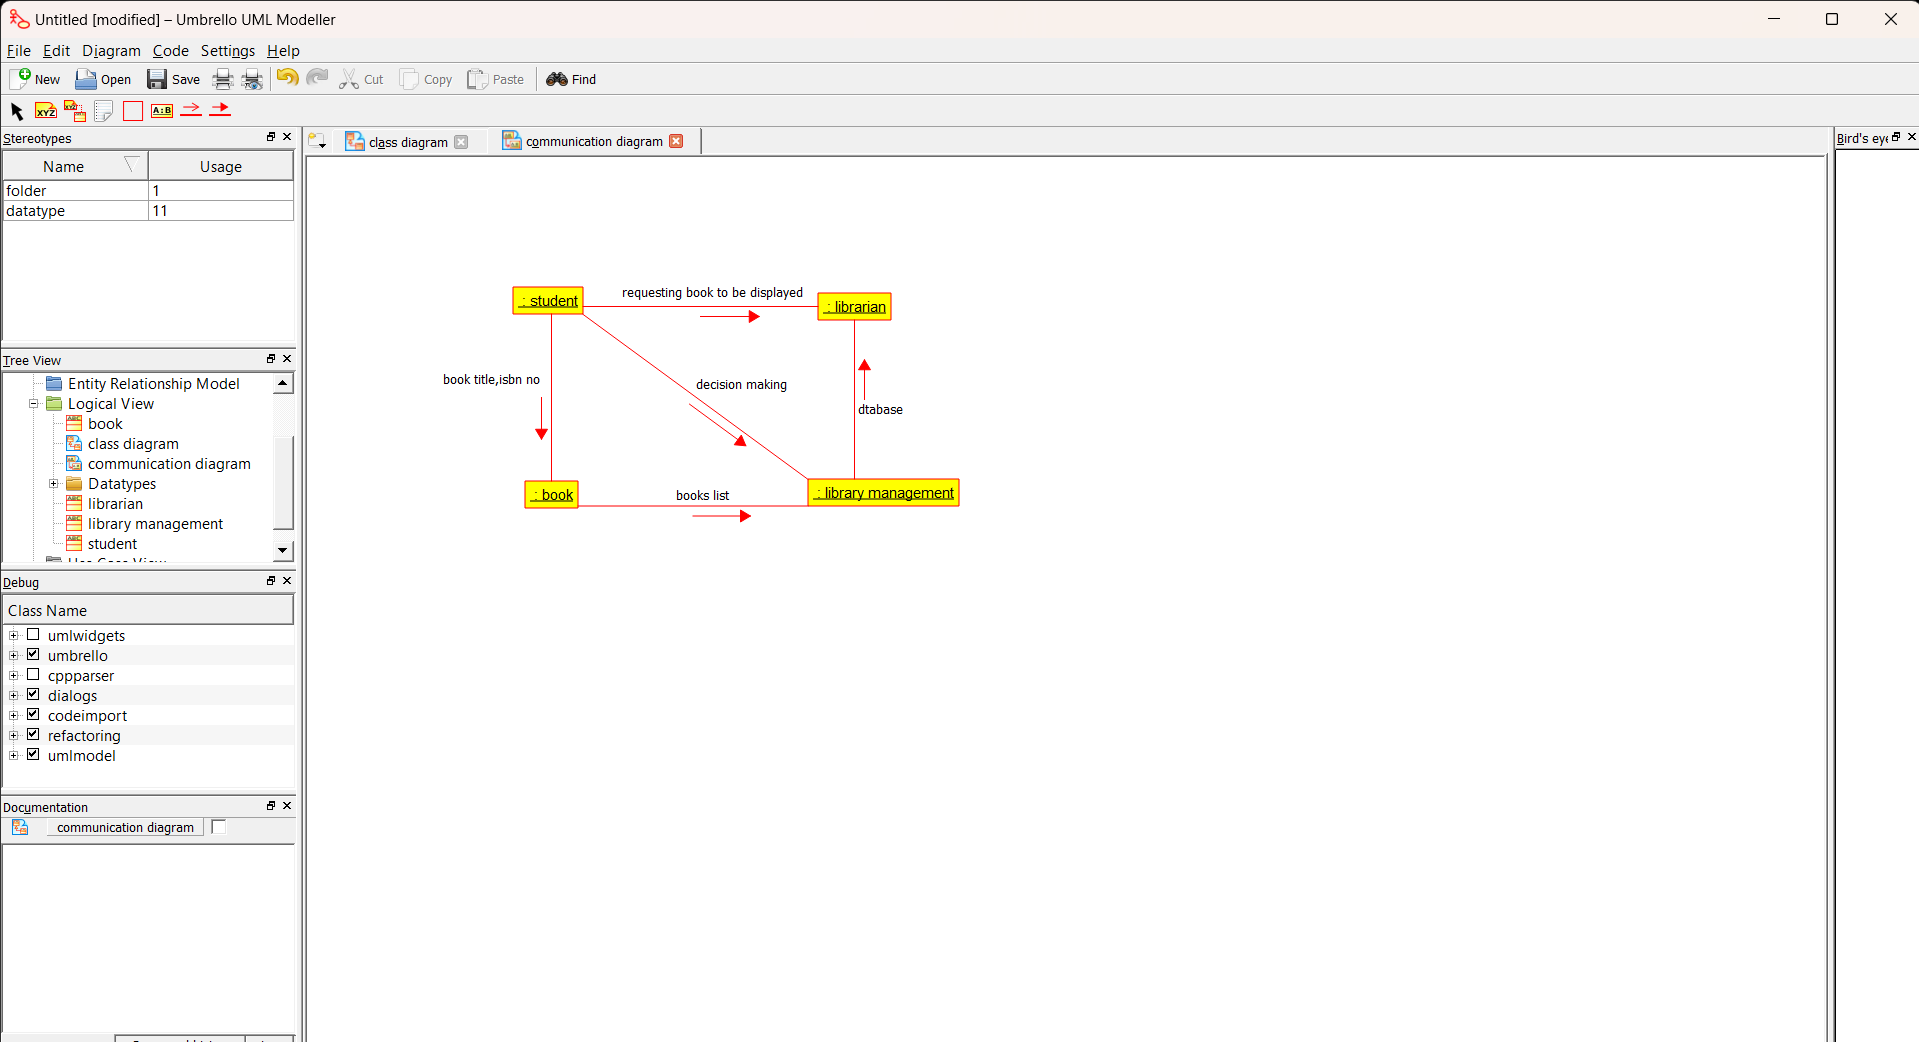 Untitled [modified] – Umbrello UML Modeller
File Edit Diagram Code Settings Help
New Open Save Cut Copy Paste Find
XYZ XYZ A:B
Stereotypes
Name Usage
folder 1
datatype 11
Tree View
Entity Relationship Model
Logical View
book
class diagram
communication diagram
Datatypes
librarian
library management
student
Debug
Class Name
umlwidgets
umbrello
cppparser
dialogs
codeimport
refactoring
umlmodel
Documentation
communication diagram
class diagram communication diagram
: student
requesting book to be displayed
: librarian
book title,isbn no
decision making
dtabase
: book
books list
: library management
Bird's eye